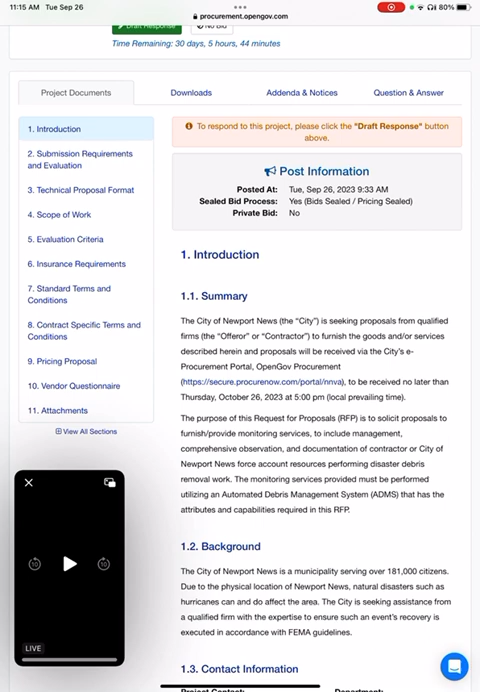 11:15 AM Tue Sep 26
80%
procurement.opengov.com
Draft Response
No Bid
Time Remaining: 30 days, 5 hours, 44 minutes
Project Documents
Downloads
Addenda & Notices
Question & Answer
1. Introduction
2. Submission Requirements
and Evaluation
3. Technical Proposal Format
4. Scope of Work
5. Evaluation Criteria
6. Insurance Requirements
7. Standard Terms and
Conditions
8. Contract Specific Terms and
Conditions
9. Pricing Proposal
10. Vendor Questionnaire
11. Attachments
View All Sections
To respond to this project, please click the "Draft Response" button
above.
Post Information
Posted At: Tue, Sep 26, 2023 9:33 AM
Sealed Bid Process: Yes (Bids Sealed / Pricing Sealed)
Private Bid: No
1. Introduction
1.1. Summary
The City of Newport News (the "City") is seeking proposals from qualified
firms (the "Offeror" or "Contractor") to furnish the goods and/or services
described herein and proposals will be received via the City's e-
Procurement Portal, OpenGov Procurement
(https://secure.procurenow.com/portal/nnva), to be received no later than
Thursday, October 26, 2023 at 5:00 pm (local prevailing time).
The purpose of this Request for Proposals (RFP) is to solicit proposals to
furnish/provide monitoring services, to include management,
comprehensive observation, and documentation of contractor or City of
Newport News force account resources performing disaster debris
removal work. The monitoring services provided must be performed
utilizing an Automated Debris Management System (ADMS) that has the
attributes and capabilities required in this RFP.
1.2. Background
The City of Newport News is a municipality serving over 181,000 citizens.
Due to the physical location of Newport News, natural disasters such as
hurricanes can and do affect the area. The City is seeking assistance from
a qualified firm with the expertise to ensure such an event's recovery is
executed in accordance with FEMA guidelines.
1.3. Contact Information
Project Contact: Department:
10
10
LIVE